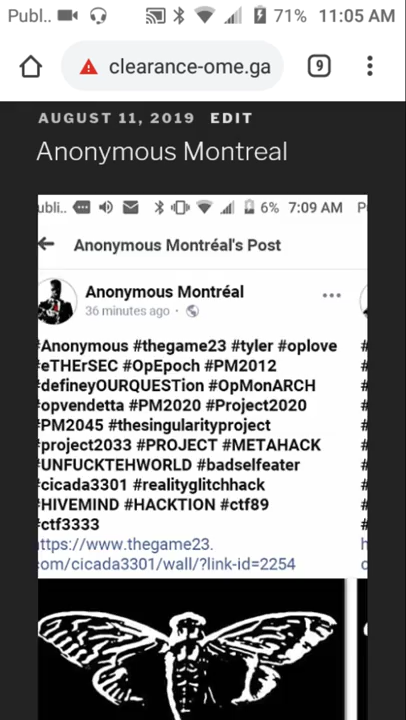 Publ.. 71% 11:05 AM
clearance-ome.ga 9
AUGUST 11, 2019 EDIT
Anonymous Montreal
ubli.. 6% 7:09 AM P
Anonymous Montréal's Post
Anonymous Montréal
36 minutes ago ·
#Anonymous #thegame23 #tyler #oplove
#eTHErSEC #OpEpoch #PM2012
#defineyOURQUESTion #OpMonARCH
#opvendetta #PM2020 #Project2020
#PM2045 #thesingularityproject
#project2033 #PROJECT #METAHACK
#UNFUCKTEHWORLD #badselfeater
#cicada3301 #realityglitchhack
#HIVEMIND #HACKTION #ctf89
#ctf3333
ttps://www.thegame23.
com/cicada3301/wall/?link-id=2254